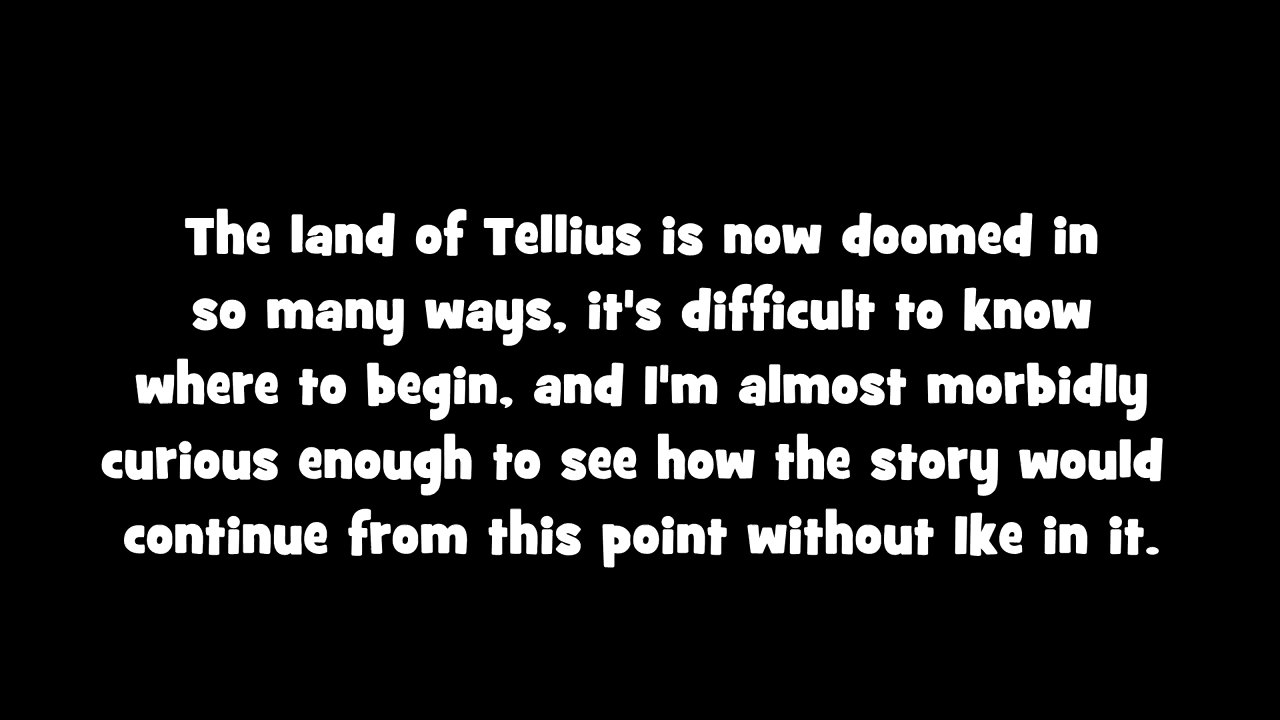 The land of Tellius is now doomed in
so many ways, it's difficult to know
where to begin, and I'm almost morbidly
curious enough to see how the story would
continue from this point without Ike in it.